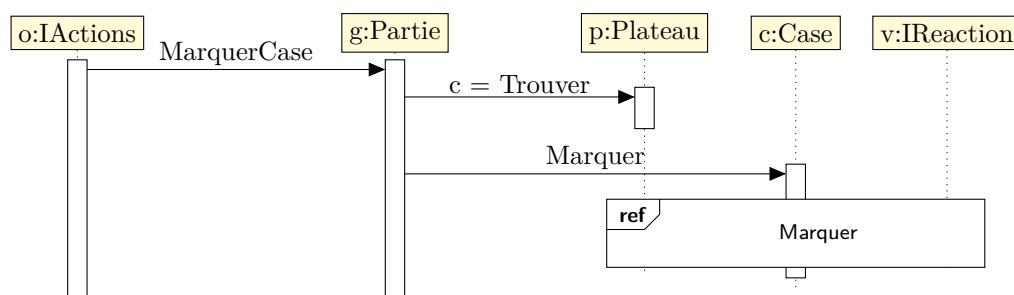 o:IActions
g:Partie
p:Plateau
c:Case
v:IReaction
MarquerCase
c = Trouver
Marquer
ref
Marquer